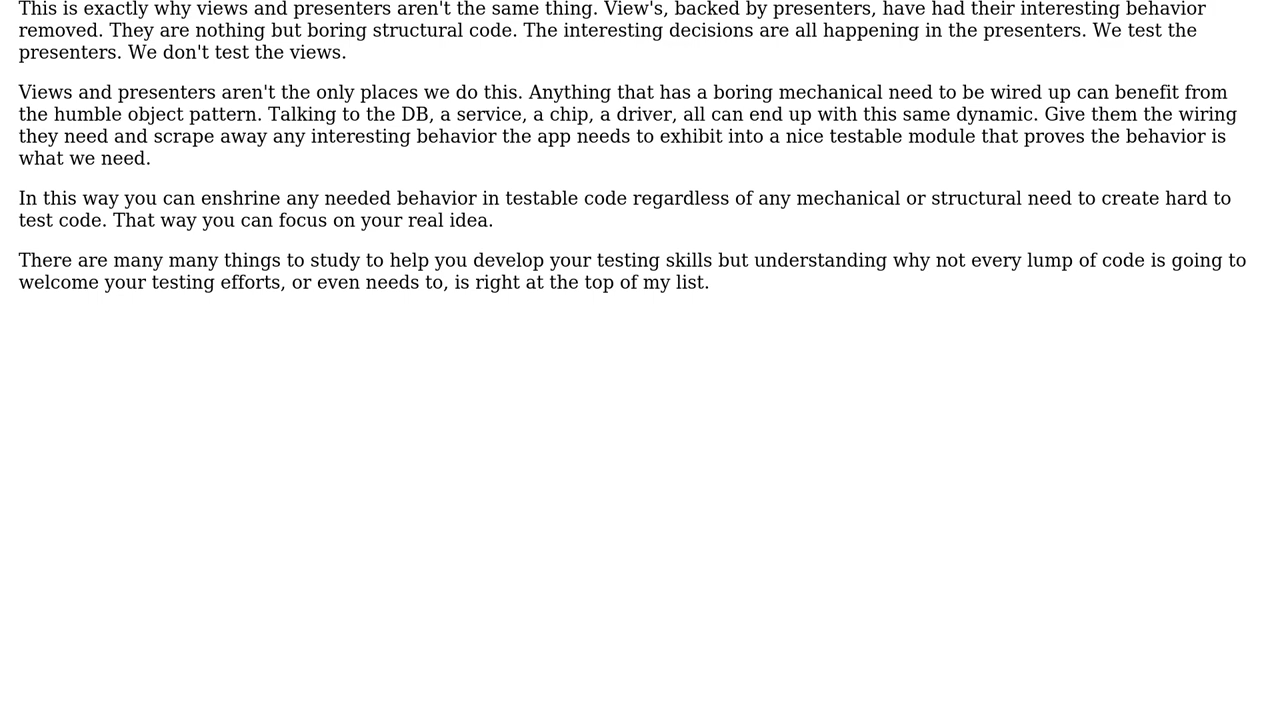 This is exactly why views and presenters aren't the same thing. View's, backed by presenters, have had their interesting behavior
removed. They are nothing but boring structural code. The interesting decisions are all happening in the presenters. We test the
presenters. We don't test the views.
Views and presenters aren't the only places we do this. Anything that has a boring mechanical need to be wired up can benefit from
the humble object pattern. Talking to the DB, a service, a chip, a driver, all can end up with this same dynamic. Give them the wiring
they need and scrape away any interesting behavior the app needs to exhibit into a nice testable module that proves the behavior is
what we need.
In this way you can enshrine any needed behavior in testable code regardless of any mechanical or structural need to create hard to
test code. That way you can focus on your real idea.
There are many many things to study to help you develop your testing skills but understanding why not every lump of code is going to
welcome your testing efforts, or even needs to, is right at the top of my list.